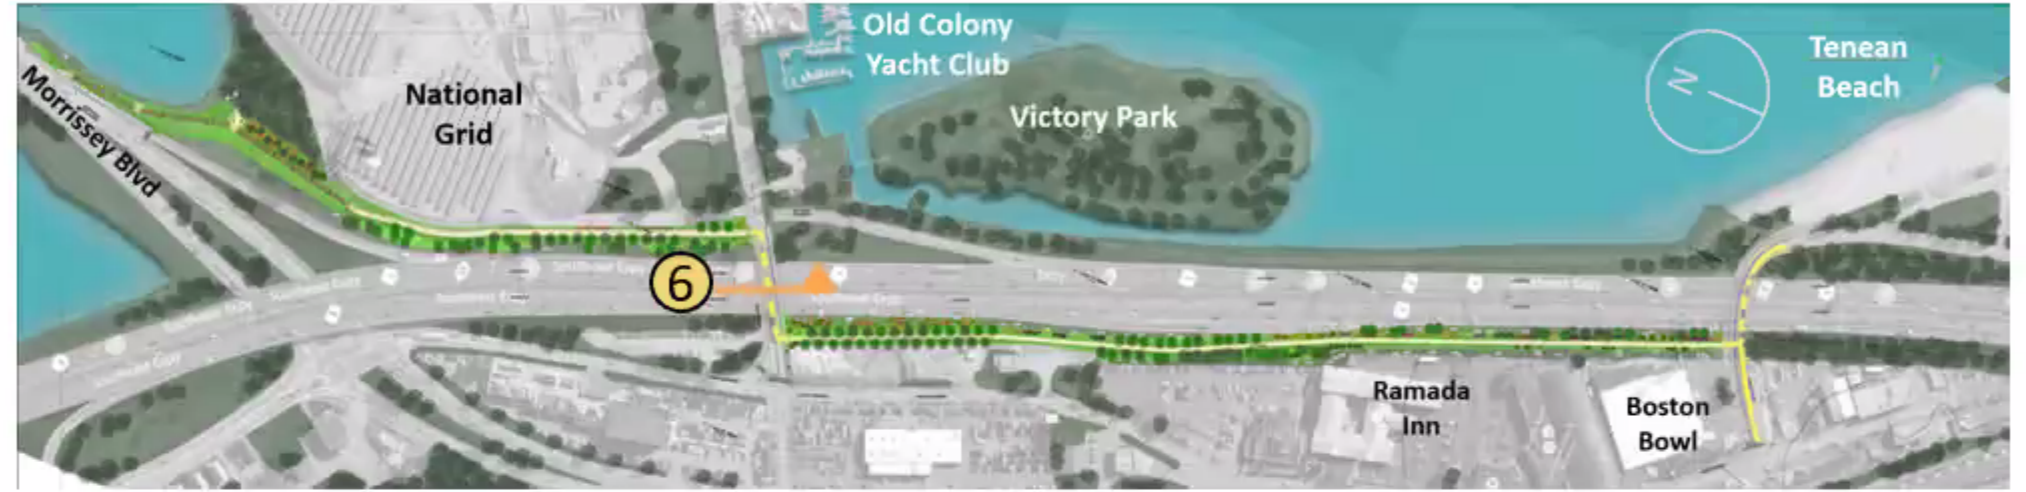 Old Colony
Yacht Club
Tenean
Beach
Morrissey Blvd
National
Grid
Victory Park
N
6
Ramada
Inn
Boston
Bowl